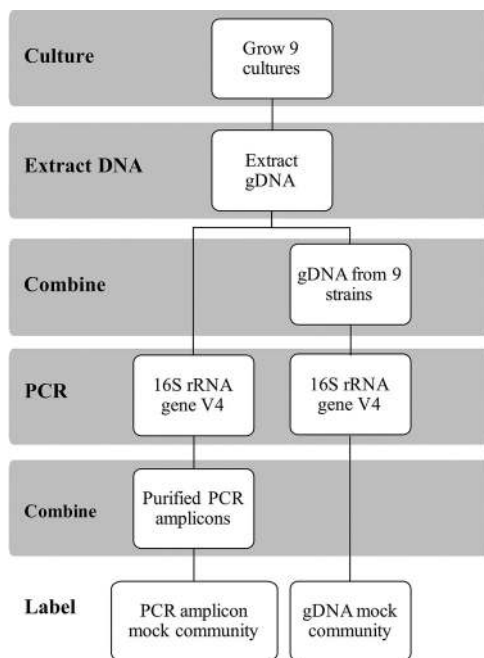 Culture
Grow 9
cultures
Extract DNA
Extract
gDNA
Combine
gDNA from 9
strains
PCR
16S rRNA
gene V4
16S rRNA
gene V4
Combine
Purified PCR
amplicons
Label
PCR amplicon
mock community
gDNA mock
community